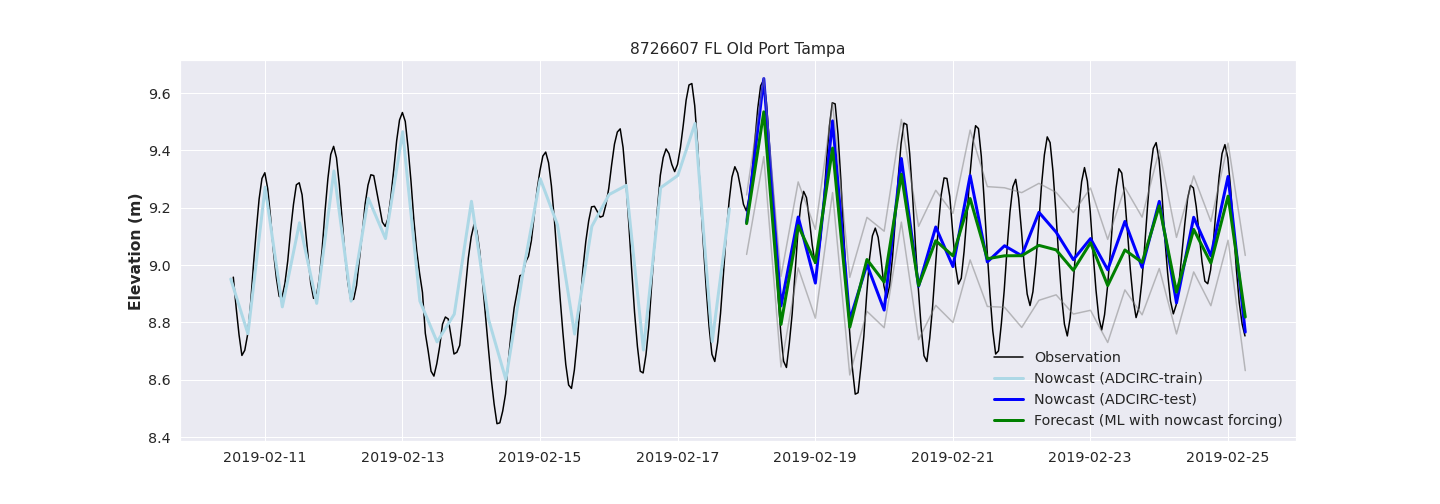 8726607 FL Old Port Tampa
Elevation (m)
9.6
9.4
9.2
9.0
8.8
8.6
8.4
2019-02-11
2019-02-13
2019-02-15
2019-02-17
2019-02-19
2019-02-21
2019-02-23
2019-02-25
Observation
Nowcast (ADCIRC-train)
Nowcast (ADCIRC-test)
Forecast (ML with nowcast forcing)